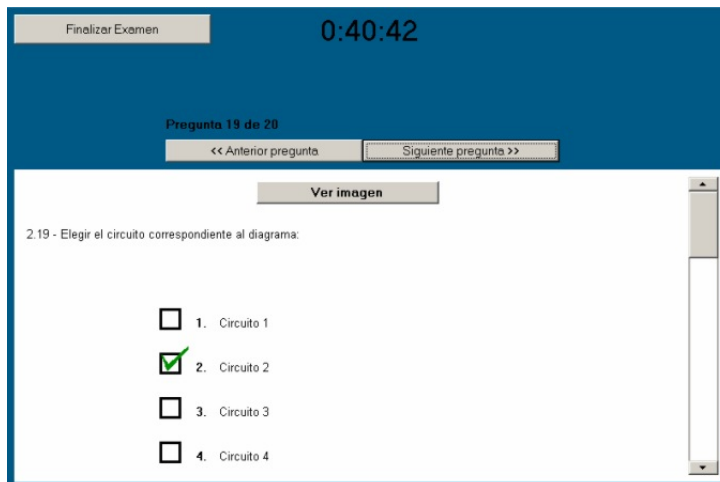 Finalizar Examen
0:40:42
Pregunta 19 de 20
<< Anterior pregunta
Siguiente pregunta >>
Ver imagen
2.19 - Elegir el circuito correspondiente al diagrama:
1. Circuito 1
2. Circuito 2
3. Circuito 3
4. Circuito 4